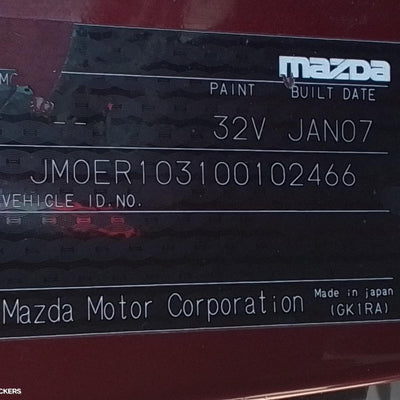 mazda
PAINT BUILT DATE
32V JAN07
JM0ER103100102466
VEHICLE ID.NO.
Mazda Motor Corporation Made in japan
(GK1RA)